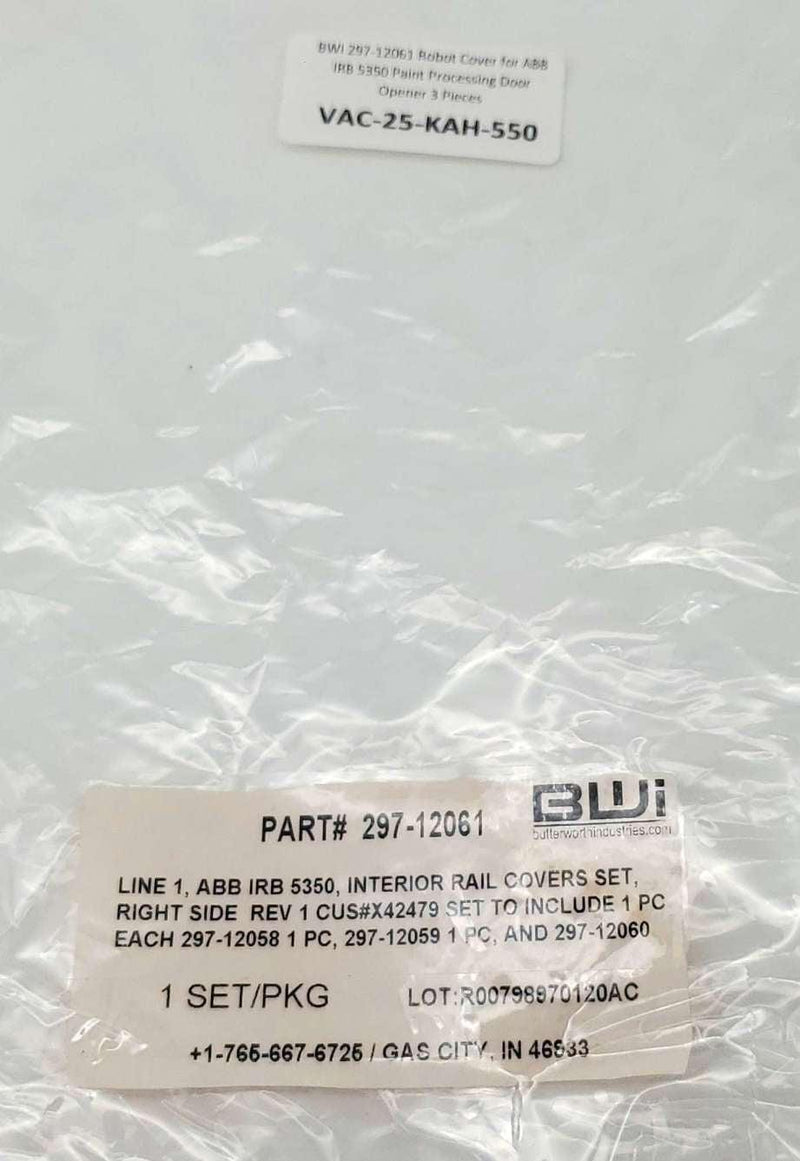 BWI 297-12061 Robot Cover for ABB
IRB 5350 Paint Processing Door
Opener 3 Pieces
VAC-25-KAH-550
BWi
butterworthindustries.com
PART# 297-12061
LINE 1, ABB IRB 5350, INTERIOR RAIL COVERS SET,
RIGHT SIDE REV 1 CUS#X42479 SET TO INCLUDE 1 PC
EACH 297-12058 1 PC, 297-12059 1 PC, AND 297-12060
1 SET/PKG
LOT:R00798970120AC
+1-765-667-6725 / GAS CITY, IN 46933